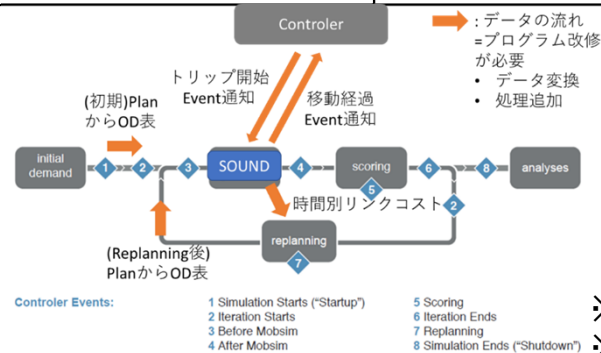 Controler
: データの流れ
=プログラム改修
が必要
• データ変換
• 処理追加
トリップ開始
Event通知
移動経過
Event通知
(初期)Plan
からOD表
initial
demand
1
2
3
SOUND
4
scoring
5
6
8
analyses
時間別リンクコスト
2
replanning
7
(Replanning後)
PlanからOD表
Controler Events:
1 Simulation Starts ("Startup")
2 Iteration Starts
3 Before Mobsim
4 After Mobsim
5 Scoring
6 Iteration Ends
7 Replanning
8 Simulation Ends ("Shutdown")
※
※